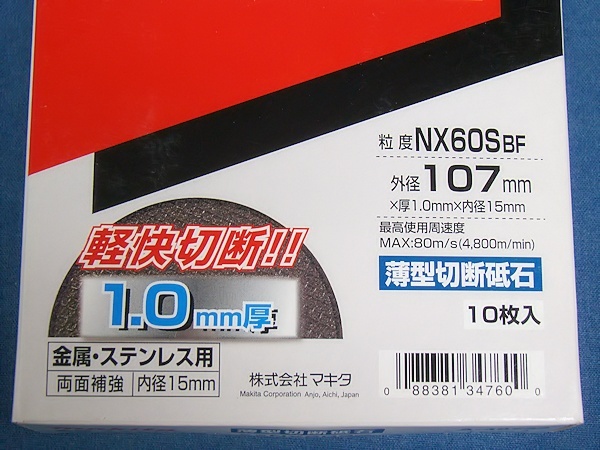 粒度NX60SBF
外径107mm
×厚1.0mm×内径15mm
最高使用周速度
MAX:80m/s(4,800m/min)
薄型切断砥石
10枚入
軽快切断!!
1.0mm厚
金属・ステンレス用
両面補強 内径15mm
株式会社マキタ
Makita Corporation Anjo, Aichi, Japan
0 88381 34760 0